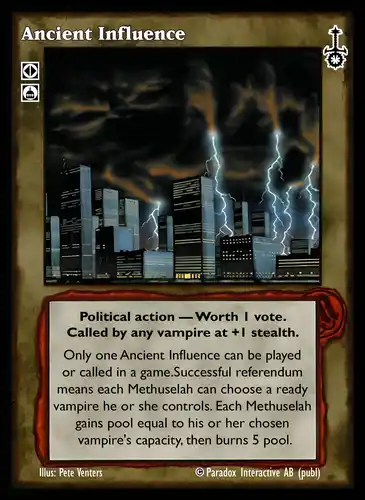 Ancient Influence
Political action — Worth 1 vote.
Called by any vampire at +1 stealth.
Only one Ancient Influence can be played
or called in a game.Successful referendum
means each Methuselah can choose a ready
vampire he or she controls. Each Methuselah
gains pool equal to his or her chosen
vampire's capacity, then burns 5 pool.
Illus: Pete Venters
© Paradox Interactive AB (publ)